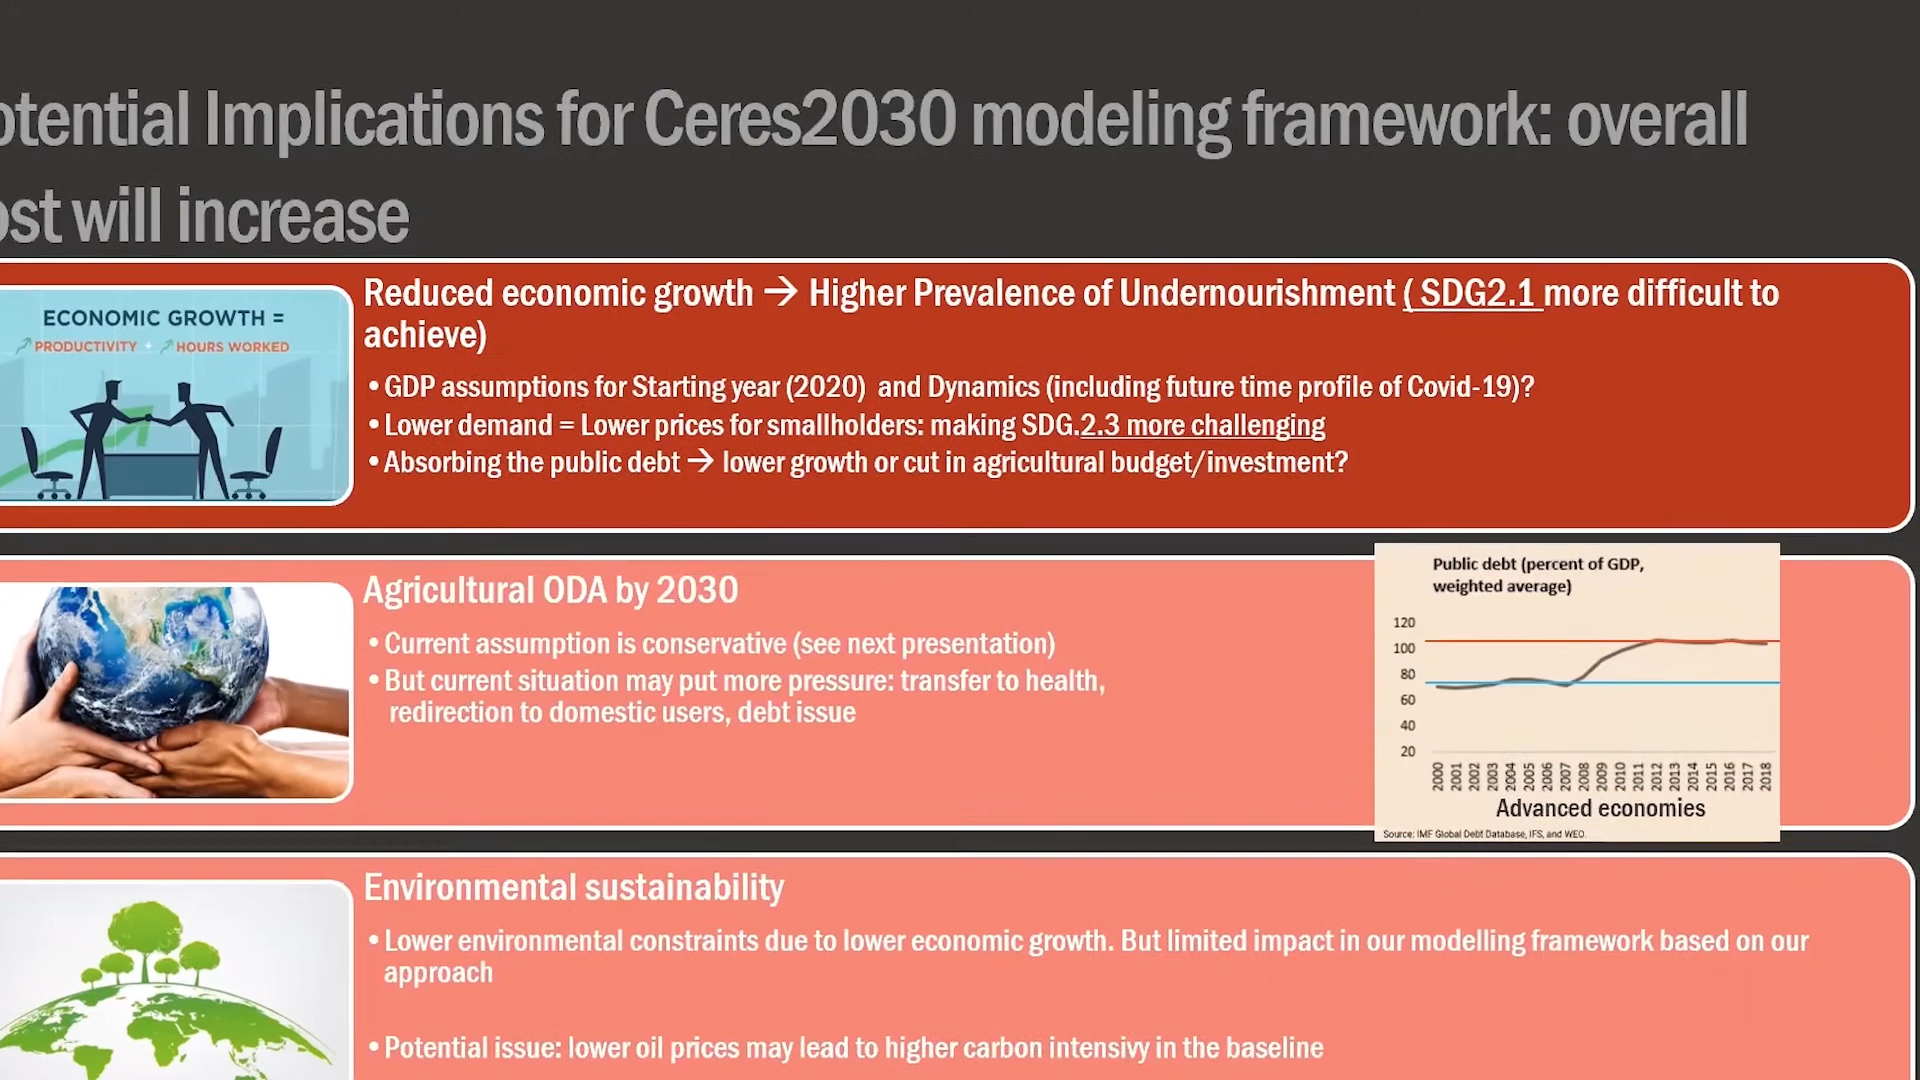 otential Implications for Ceres2030 modeling framework: overall
ost will increase
ECONOMIC GROWTH =
PRODUCTIVITY + HOURS WORKED
Reduced economic growth → Higher Prevalence of Undernourishment ( SDG2.1 more difficult to
achieve)
• GDP assumptions for Starting year (2020) and Dynamics (including future time profile of Covid-19)?
• Lower demand = Lower prices for smallholders: making SDG.2.3 more challenging
• Absorbing the public debt → lower growth or cut in agricultural budget/investment?
Agricultural ODA by 2030
• Current assumption is conservative (see next presentation)
• But current situation may put more pressure: transfer to health,
redirection to domestic users, debt issue
Public debt (percent of GDP,
weighted average)
120
100
80
60
40
20
2000 2001 2002 2003 2004 2005 2006 2007 2008 2009 2010 2011 2012 2013 2014 2015 2016 2017 2018
Advanced economies
Source: IMF Global Debt Database, IFS, and WEO.
Environmental sustainability
• Lower environmental constraints due to lower economic growth. But limited impact in our modelling framework based on our
approach
• Potential issue: lower oil prices may lead to higher carbon intensivy in the baseline